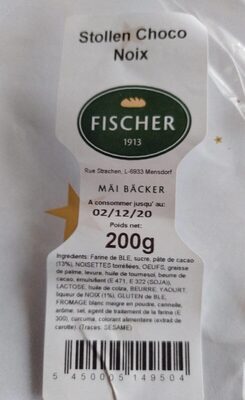 Stollen Choco
Noix
FISCHER
1913
Rue Strachen, L-6933 Mensdorf
MÄI BÄCKER
A consommer jusqu' au:
02/12/20
Poids net:
200g
Ingrédients: Farine de BLE, sucre, pâte de cacao
(13%), NOISETTES torréfiées, OEUFS, graisse
de palme, levure, huile de tournesol, beurre de
cacao, émulsifiant (E 471, E 322 (SOJA)),
LACTOSE, huile de colza, BEURRE, YAOURT,
liqueur de NOIX (1%), GLUTEN de BLE,
FROMAGE blanc maigre en poudre, cannelle,
arôme, sel, agent de traitement de la farine (E
300), curcuma, colorant alimentaire (extrait de
carotte). (Traces: SESAME)
5 450005 149504